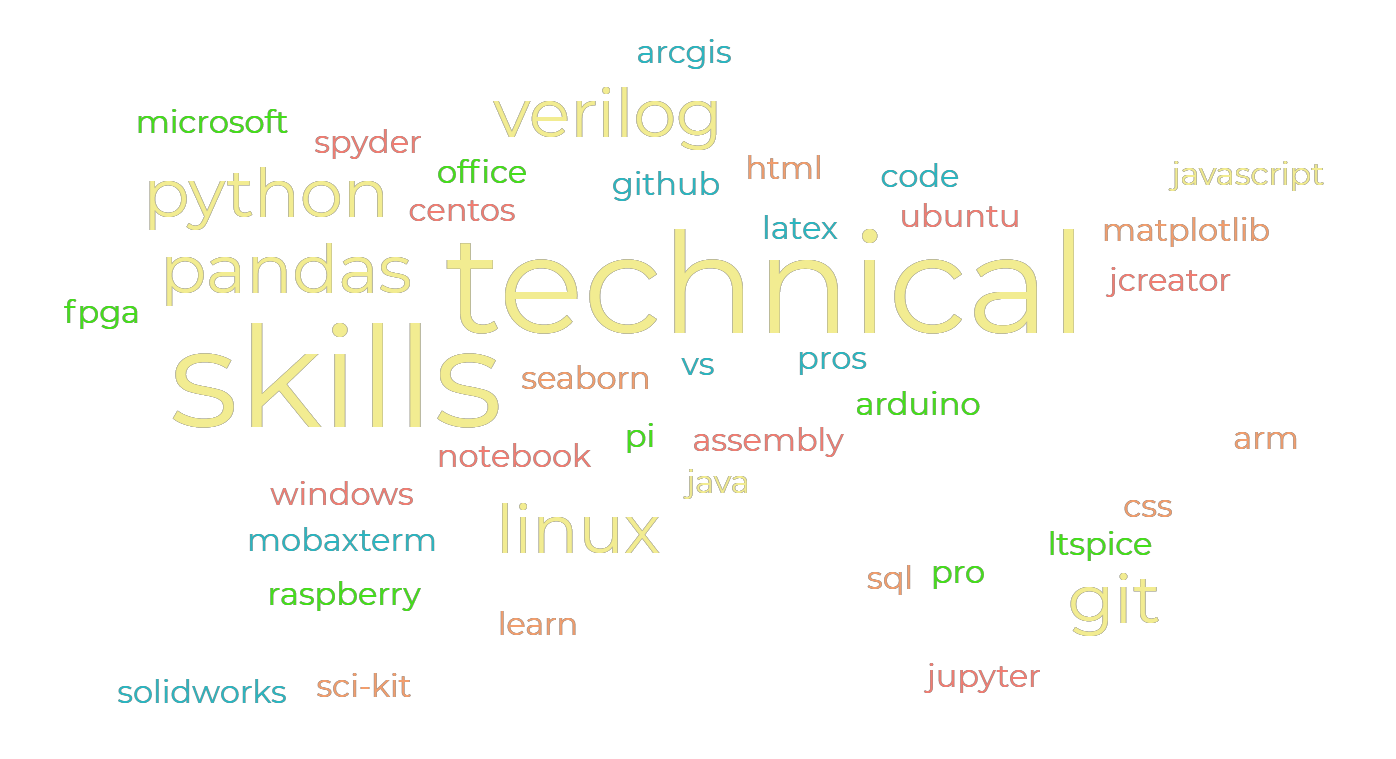 arcgis
verilog
microsoft
spyder
office
html
javascript
python
github
code
centos
latex
ubuntu
matplotlib
pandas
technical
jcreator
fpga
skills
seaborn
vs
pros
arduino
pi
assembly
arm
notebook
java
windows
css
mobaxterm
linux
ltspice
raspberry
sql
pro
git
learn
solidworks
sci-kit
jupyter